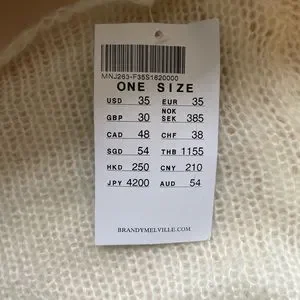 MNJ263-F35S1620000
ONE SIZE
USD 35 EUR 35
NOK
GBP 30 SEK 385
CAD 48 CHF 38
SGD 54 THB 1155
HKD 250 CNY 210
JPY 4200 AUD 54
BRANDYMELVILLE.COM